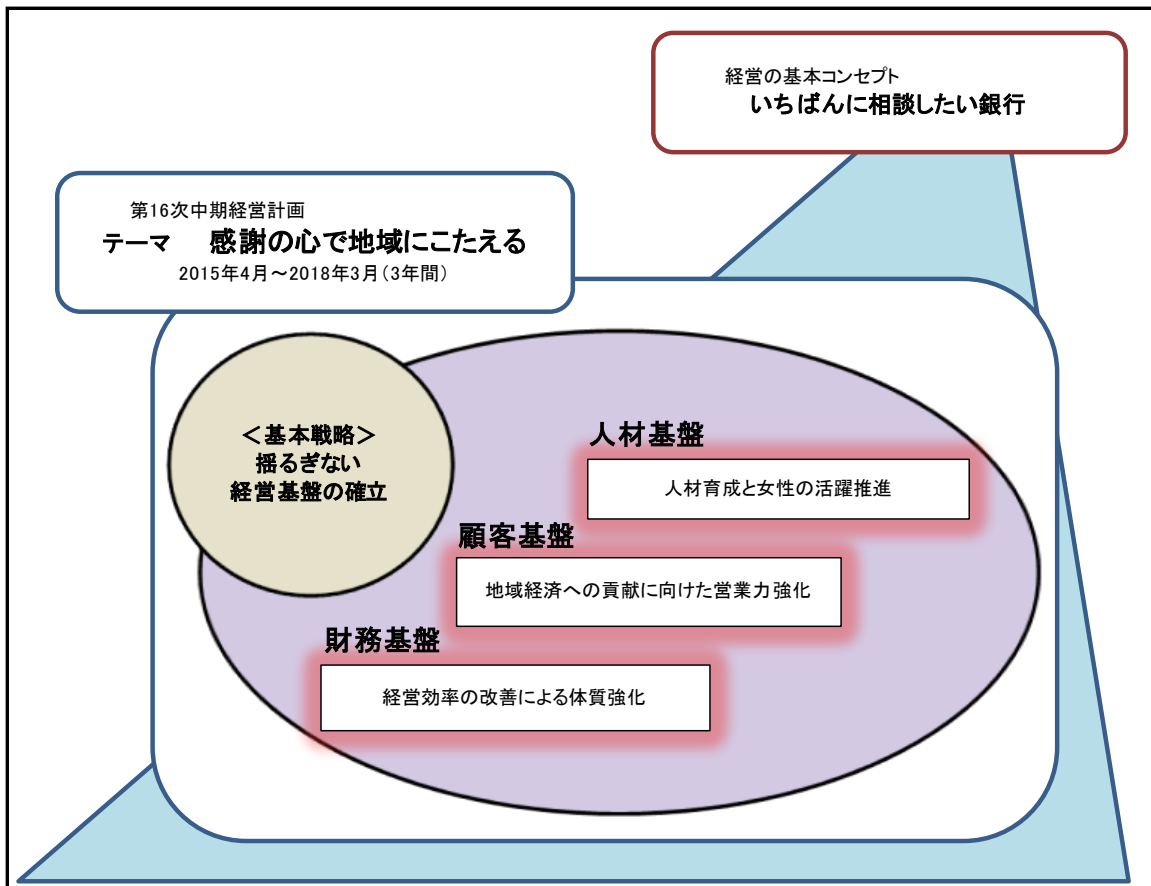 経営の基本コンセプト
いちばんに相談したい銀行
第16次中期経営計画
テーマ　感謝の心で地域にこたえる
2015年4月～2018年3月(3年間)
＜基本戦略＞
揺るぎない
経営基盤の確立
人材基盤
人材育成と女性の活躍推進
顧客基盤
地域経済への貢献に向けた営業力強化
財務基盤
経営効率の改善による体質強化